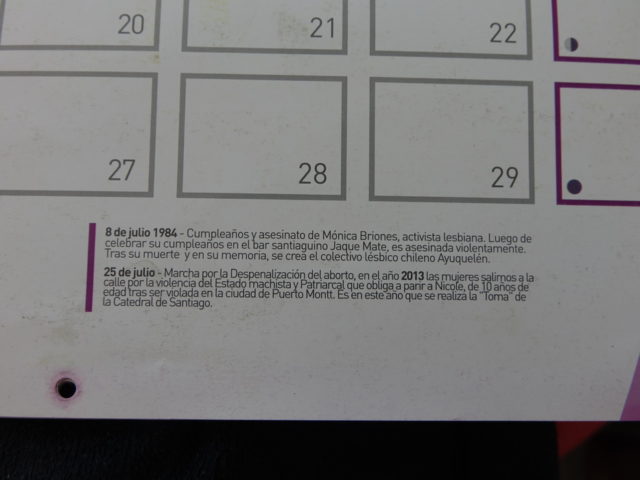 20 21 22
27 28 29
8 de julio 1984 - Cumpleaños y asesinato de Mónica Briones, activista lesbiana. Luego de
celebrar su cumpleaños en el bar santiaguino Jaque Mate, es asesinada violentamente.
Tras su muerte y en su memoria, se crea el colectivo lésbico chileno Ayuquelén.
25 de julio - Marcha por la Despenalización del aborto, en el año 2013 las mujeres salimos a la
calle por la violencia del Estado machista y Patriarcal que obliga a parir a Nicole, de 10 años de
edad tras ser violada en la ciudad de Puerto Montt. Es en este año que se realiza la "Toma" de
la Catedral de Santiago.